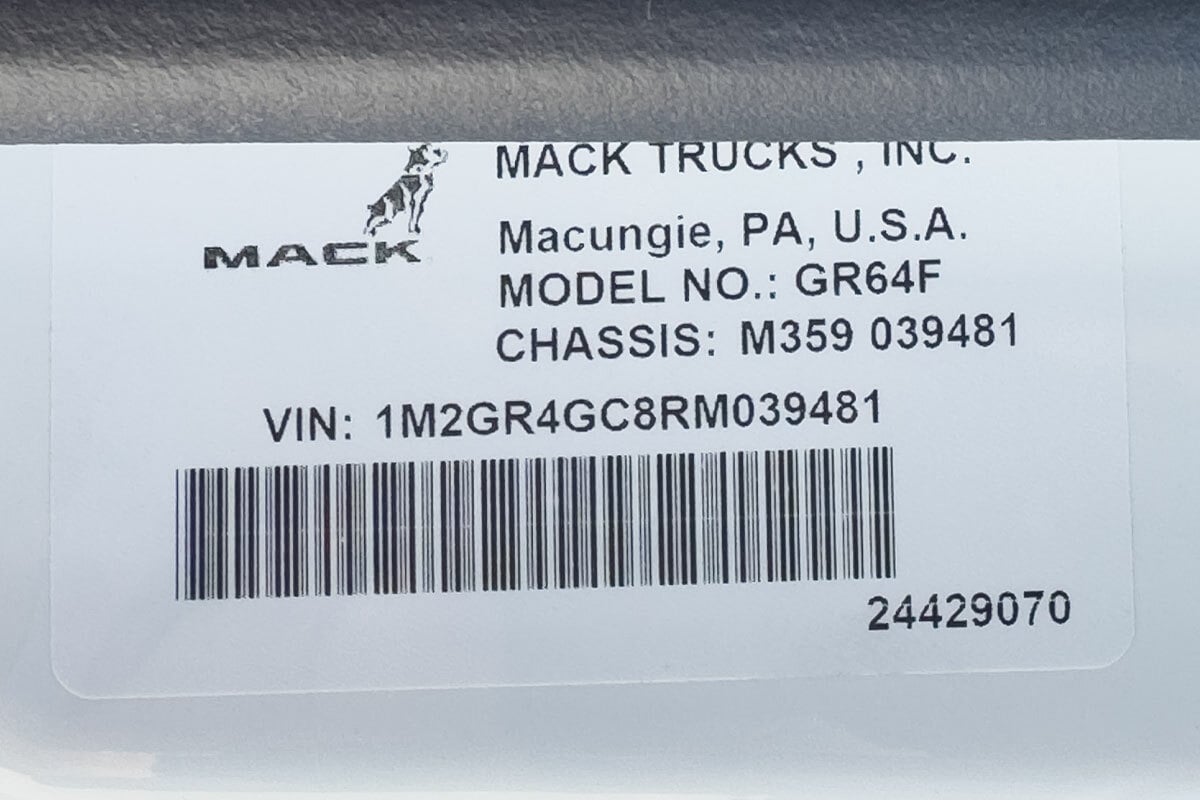 MACK TRUCKS , INC.
MACK
Macungie, PA, U.S.A.
MODEL NO.: GR64F
CHASSIS: M359 039481
VIN: 1M2GR4GC8RM039481
24429070